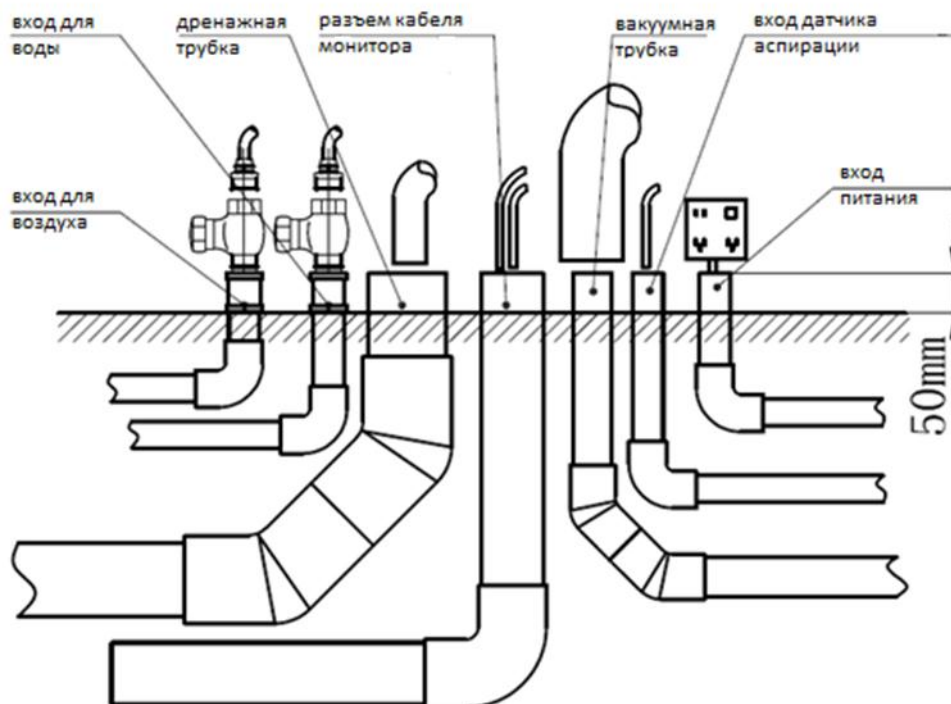 вход для
воды
дренажная
трубка
разъем кабеля
монитора
вакуумная
трубка
вход датчика
аспирации
вход для
воздуха
вход
питания
50mm